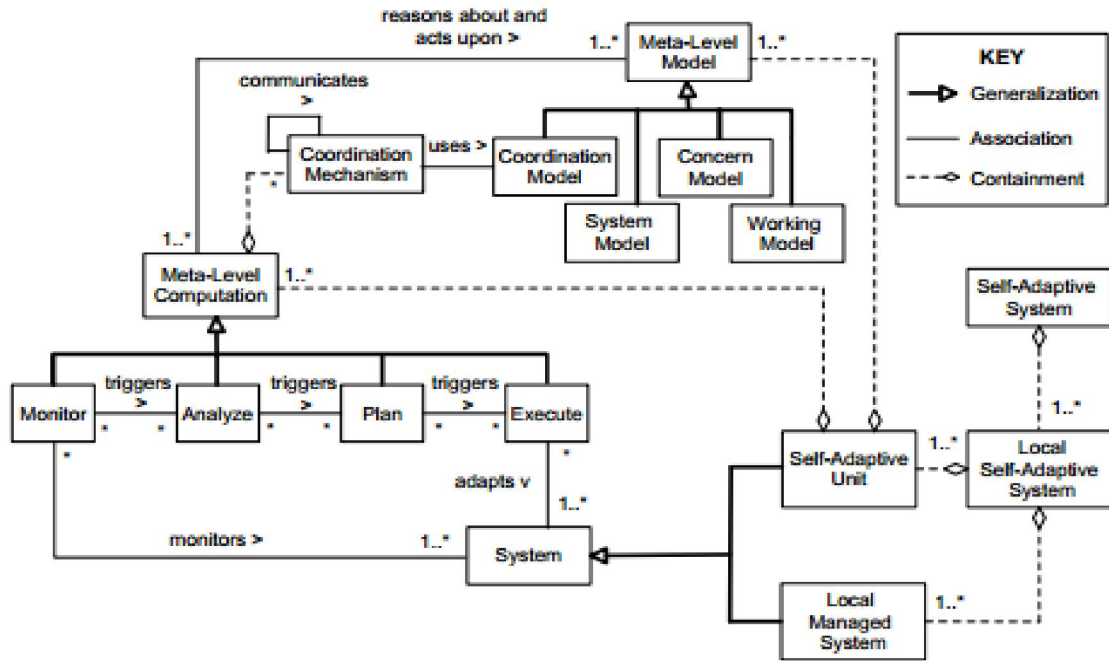 reasons about and
acts upon >
1..*
Meta-Level
Model
1..*
KEY
Generalization
Association
Containment
communicates
>
Coordination
Mechanism
*
uses >
Coordination
Model
Concern
Model
System
Model
Working
Model
1..*
Meta-Level
Computation
1..*
Self-Adaptive
System
1..*
Monitor
triggers
>
* *
Analyze
triggers
>
* *
Plan
triggers
>
* *
Execute
*
*
adapts v
1..*
monitors >
1..*
System
Self-Adaptive
Unit
1..*
Local
Self-Adaptive
System
Local
Managed
System
1..*